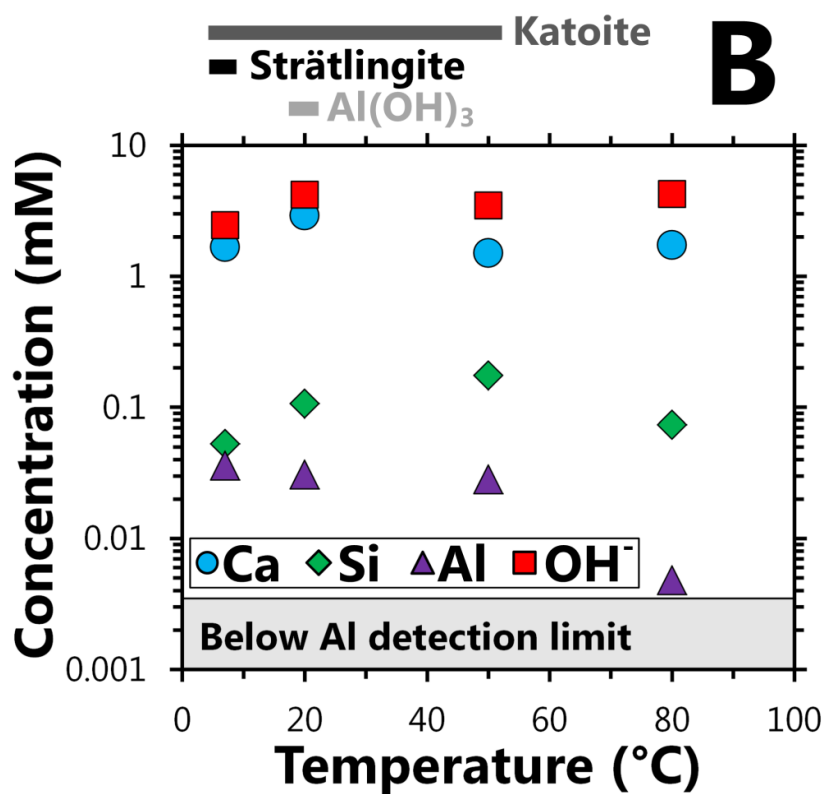 Katoite
B
Strätlingite
Al(OH)₃
Concentration (mM)
10
1
0.1
0.01
0.001
Ca Si Al OH⁻
Below Al detection limit
0 20 40 60 80 100
Temperature (°C)